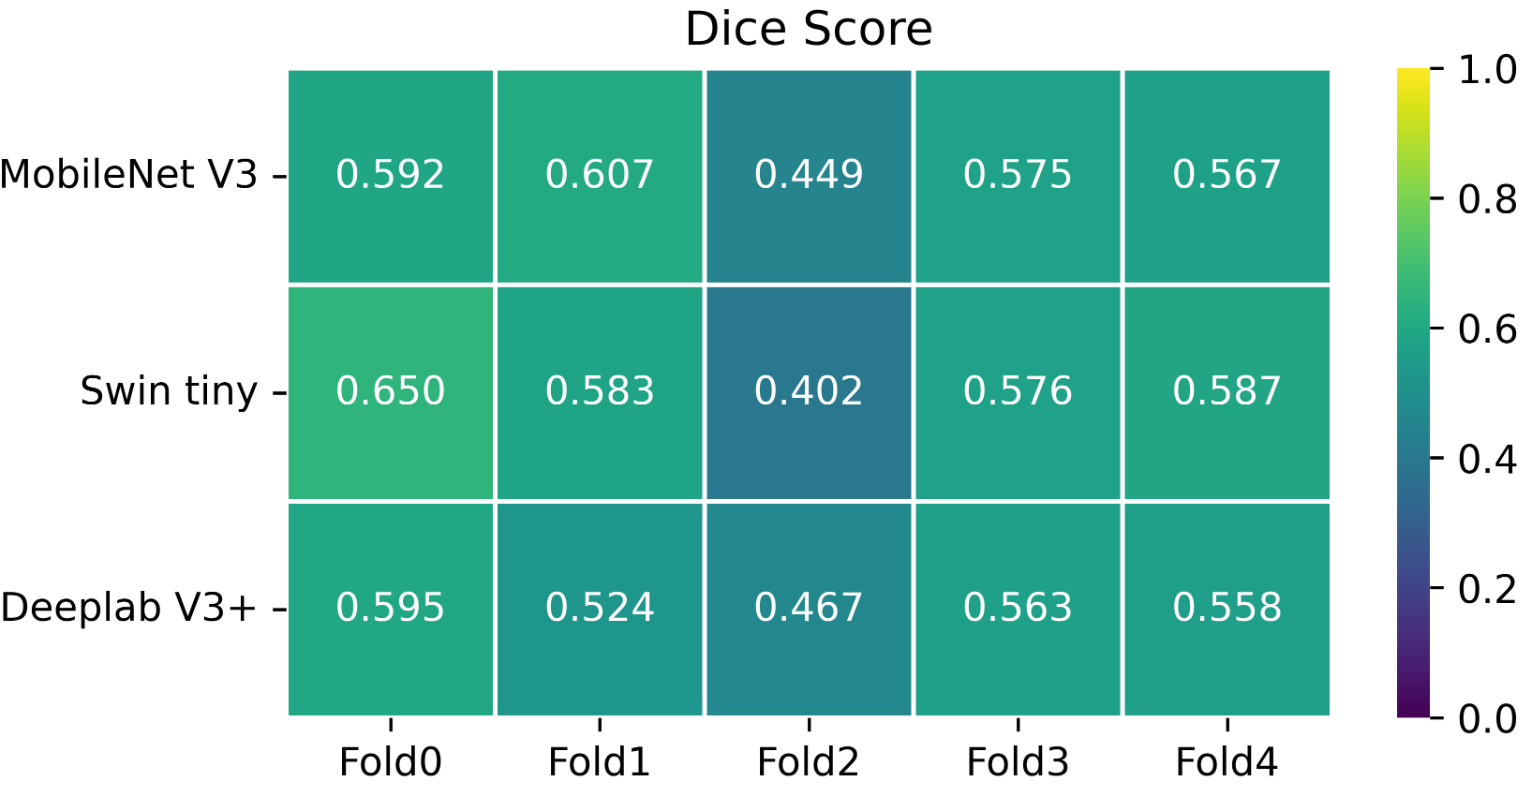 Dice Score
MobileNet V3 0.592 0.607 0.449 0.575 0.567
Swin tiny 0.650 0.583 0.402 0.576 0.587
Deeplab V3+ 0.595 0.524 0.467 0.563 0.558
Fold0 Fold1 Fold2 Fold3 Fold4
1.0
0.8
0.6
0.4
0.2
0.0